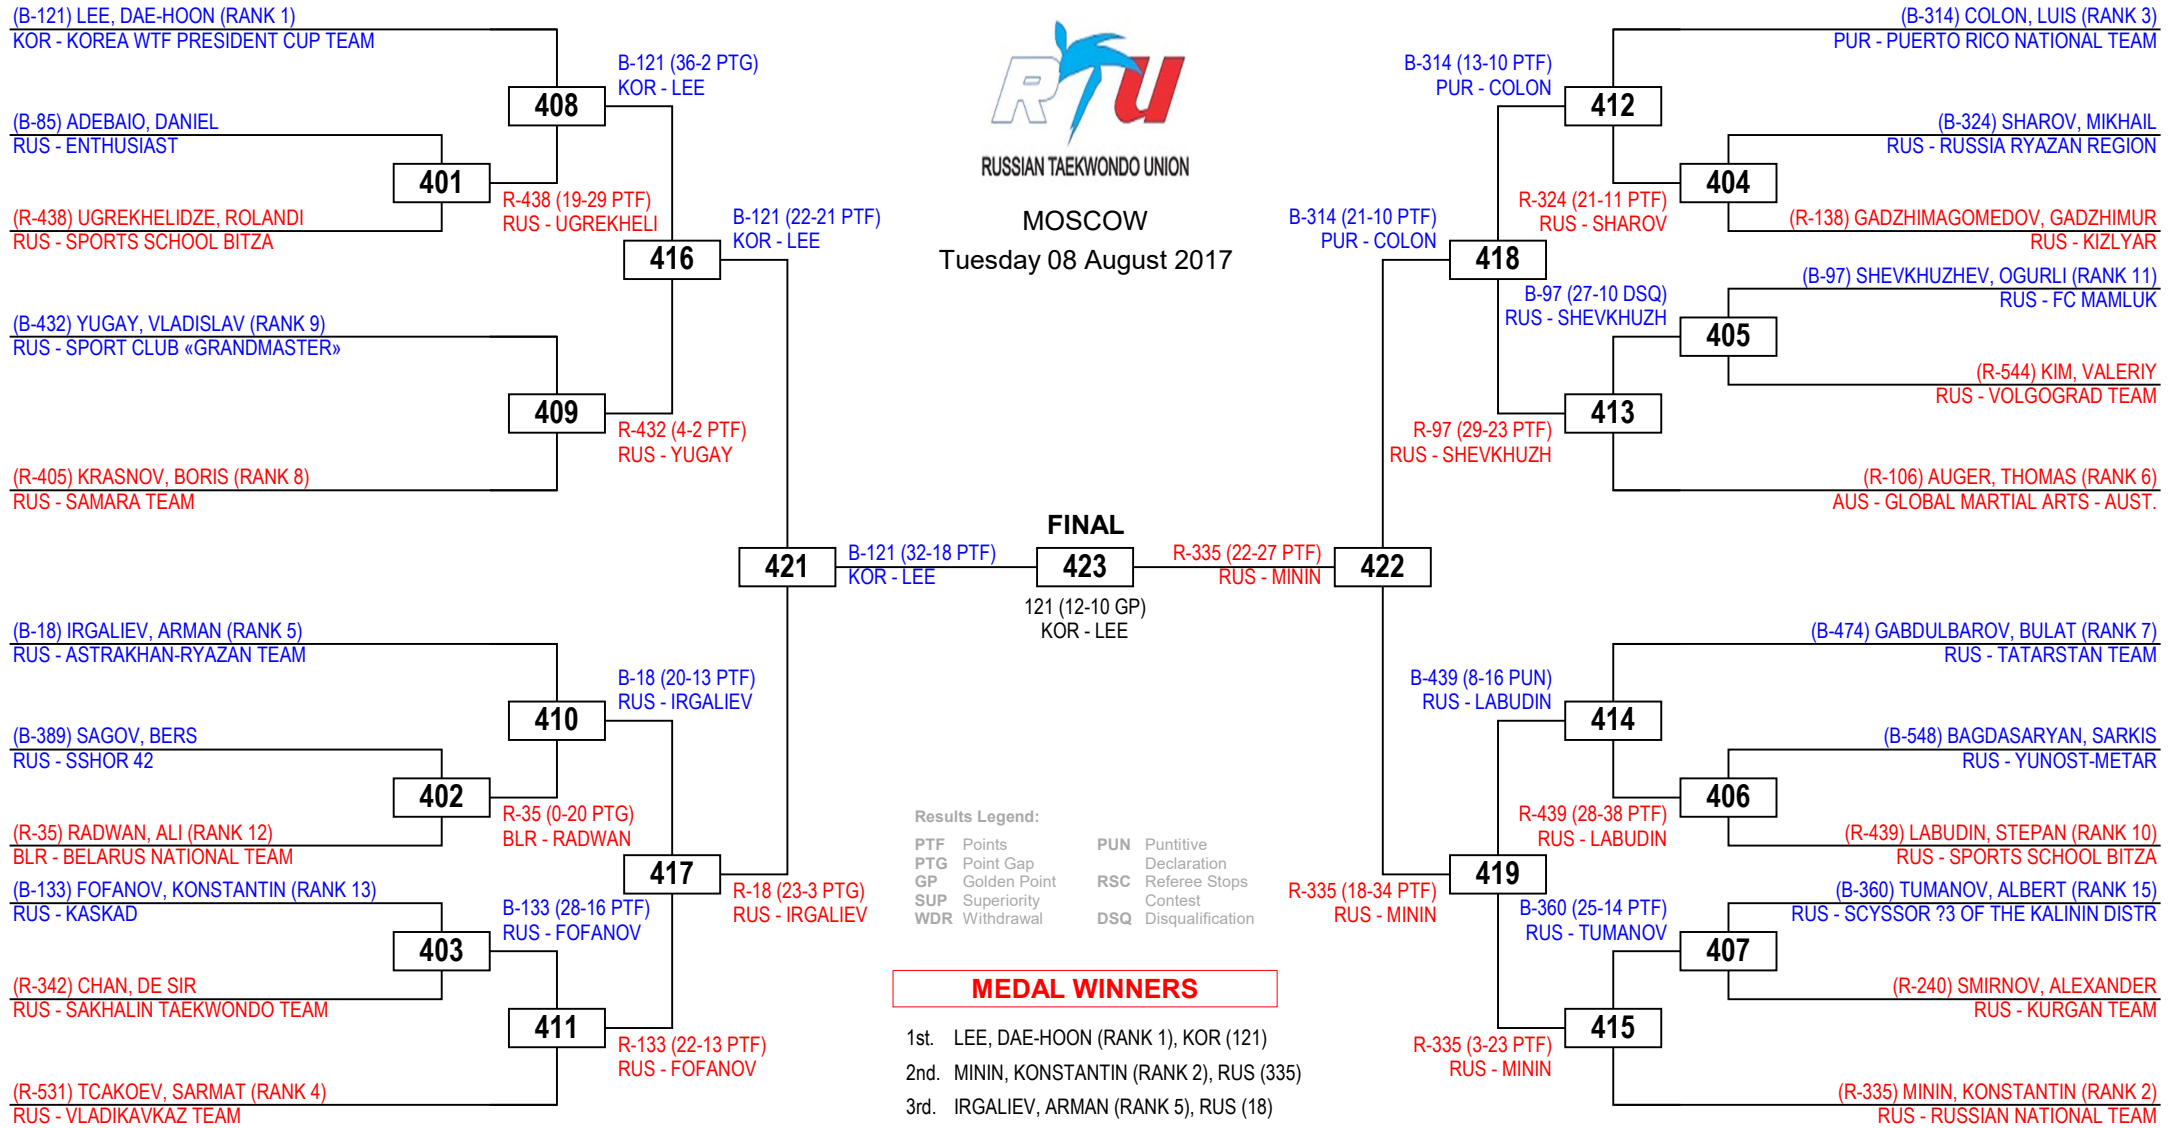 (B-121) LEE, DAE-HOON (RANK 1)
KOR - KOREA WTF PRESIDENT CUP TEAM
B-121 (36-2 PTG)
KOR - LEE
408
(B-85) ADEBAIO, DANIEL
RUS - ENTHUSIAST
401
R-438 (19-29 PTF)
RUS - UGREKHELI
(R-438) UGREKHELIDZE, ROLANDI
RUS - SPORTS SCHOOL BITZA
B-121 (22-21 PTF)
KOR - LEE
416
(B-432) YUGAY, VLADISLAV (RANK 9)
RUS - SPORT CLUB «GRANDMASTER»
409
R-432 (4-2 PTF)
RUS - YUGAY
(R-405) KRASNOV, BORIS (RANK 8)
RUS - SAMARA TEAM
421
B-121 (32-18 PTF)
KOR - LEE
(B-18) IRGALIEV, ARMAN (RANK 5)
RUS - ASTRAKHAN-RYAZAN TEAM
B-18 (20-13 PTF)
RUS - IRGALIEV
410
(B-389) SAGOV, BERS
RUS - SSHOR 42
402
R-35 (0-20 PTG)
BLR - RADWAN
(R-35) RADWAN, ALI (RANK 12)
BLR - BELARUS NATIONAL TEAM
417
R-18 (23-3 PTG)
RUS - IRGALIEV
(B-133) FOFANOV, KONSTANTIN (RANK 13)
RUS - KASKAD
B-133 (28-16 PTF)
RUS - FOFANOV
403
(R-342) CHAN, DE SIR
RUS - SAKHALIN TAEKWONDO TEAM
411
R-133 (22-13 PTF)
RUS - FOFANOV
(R-531) TCAKOEV, SARMAT (RANK 4)
RUS - VLADIKAVKAZ TEAM
RTU
RUSSIAN TAEKWONDO UNION
MOSCOW
Tuesday 08 August 2017
FINAL
423
121 (12-10 GP)
KOR - LEE
Results Legend:
PTF Points
PTG Point Gap
GP Golden Point
SUP Superiority
WDR Withdrawal
PUN Puntitive
Declaration
RSC Referee Stops
Contest
DSQ Disqualification
MEDAL WINNERS
1st. LEE, DAE-HOON (RANK 1), KOR (121)
2nd. MININ, KONSTANTIN (RANK 2), RUS (335)
3rd. IRGALIEV, ARMAN (RANK 5), RUS (18)
(B-314) COLON, LUIS (RANK 3)
PUR - PUERTO RICO NATIONAL TEAM
B-314 (13-10 PTF)
PUR - COLON
412
(B-324) SHAROV, MIKHAIL
RUS - RUSSIA RYAZAN REGION
404
R-324 (21-11 PTF)
RUS - SHAROV
(R-138) GADZHIMAGOMEDOV, GADZHIMUR
RUS - KIZLYAR
B-314 (21-10 PTF)
PUR - COLON
418
(B-97) SHEVKHUZHEV, OGURLI (RANK 11)
RUS - FC MAMLUK
B-97 (27-10 DSQ)
RUS - SHEVKHUZH
405
(R-544) KIM, VALERIY
RUS - VOLGOGRAD TEAM
413
R-97 (29-23 PTF)
RUS - SHEVKHUZH
(R-106) AUGER, THOMAS (RANK 6)
AUS - GLOBAL MARTIAL ARTS - AUST.
R-335 (22-27 PTF)
RUS - MININ
422
(B-474) GABDULBAROV, BULAT (RANK 7)
RUS - TATARSTAN TEAM
B-439 (8-16 PUN)
RUS - LABUDIN
414
(B-548) BAGDASARYAN, SARKIS
RUS - YUNOST-METAR
406
R-439 (28-38 PTF)
RUS - LABUDIN
(R-439) LABUDIN, STEPAN (RANK 10)
RUS - SPORTS SCHOOL BITZA
419
R-335 (18-34 PTF)
RUS - MININ
(B-360) TUMANOV, ALBERT (RANK 15)
RUS - SCYSSOR ?3 OF THE KALININ DISTR
B-360 (25-14 PTF)
RUS - TUMANOV
407
(R-240) SMIRNOV, ALEXANDER
RUS - KURGAN TEAM
415
R-335 (3-23 PTF)
RUS - MININ
(R-335) MININ, KONSTANTIN (RANK 2)
RUS - RUSSIAN NATIONAL TEAM